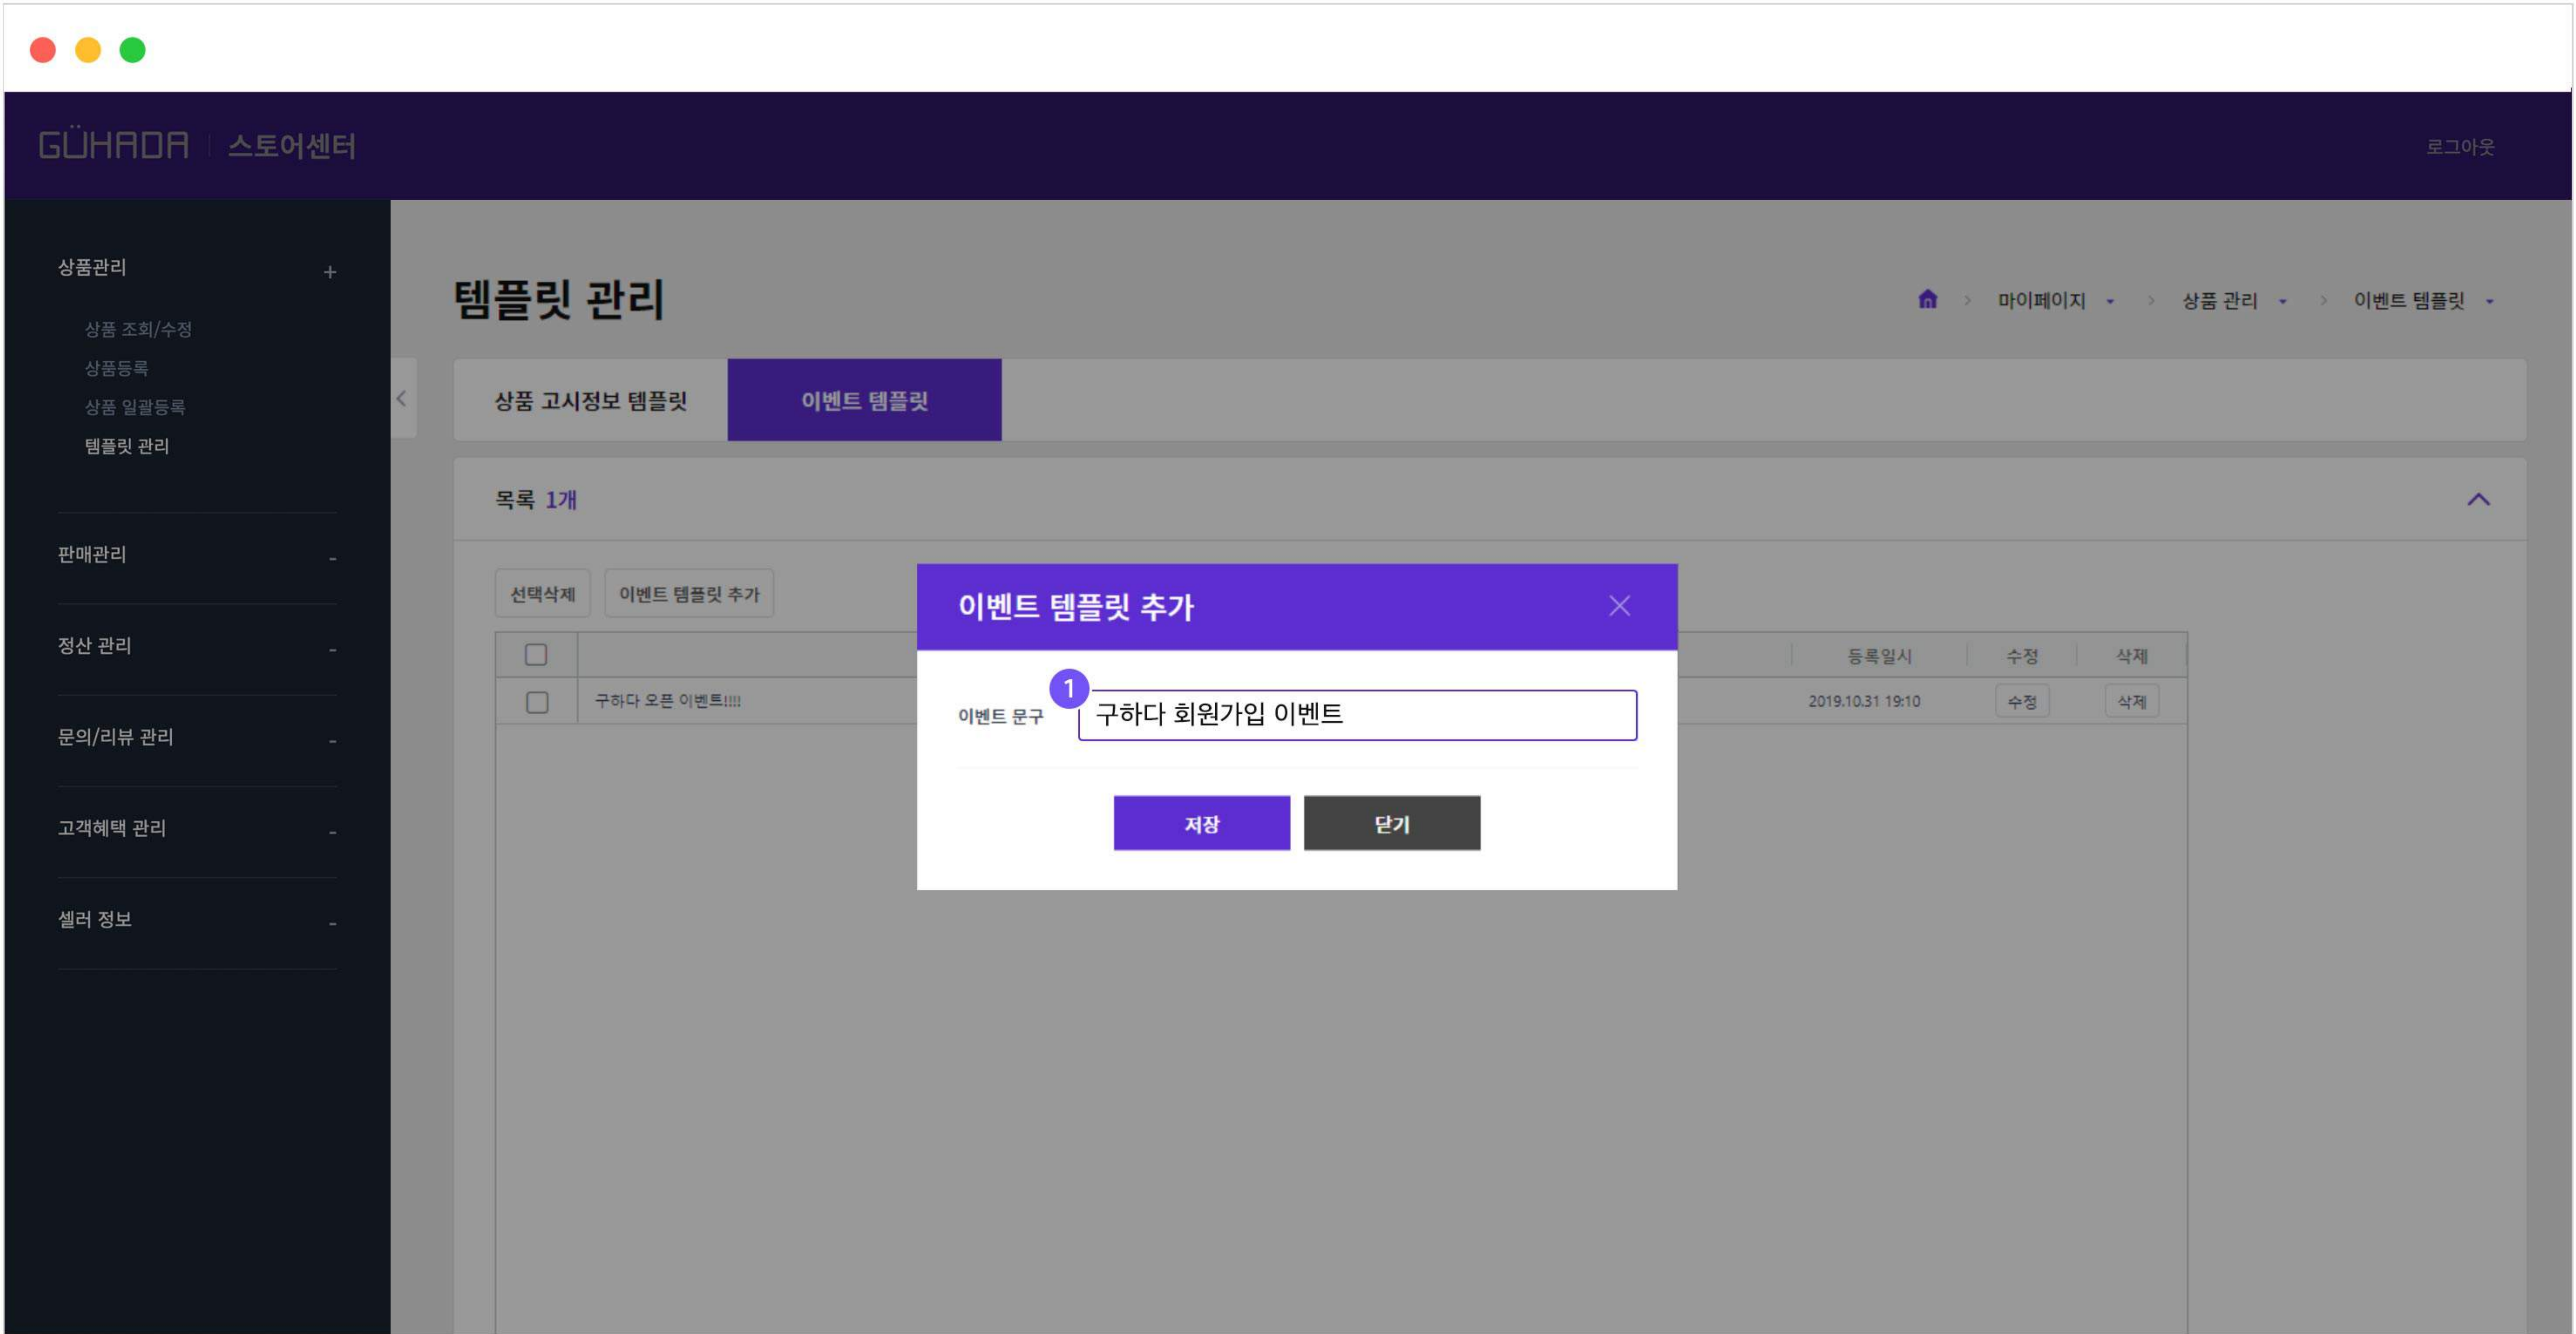 GÜHADA | 스토어센터
로그아웃
상품관리 +
상품 조회/수정
상품등록
상품 일괄등록
템플릿 관리
판매관리 -
정산 관리 -
문의/리뷰 관리 -
고객혜택 관리 -
셀러 정보 -
템플릿 관리
> 마이페이지 > 상품 관리 > 이벤트 템플릿
<
상품 고시정보 템플릿 이벤트 템플릿
목록 1개
선택삭제 이벤트 템플릿 추가
등록일시 수정 삭제
구하다 오픈 이벤트!!!! 2019.10.31 19:10 수정 삭제
이벤트 템플릿 추가
1
이벤트 문구 구하다 회원가입 이벤트
저장 닫기